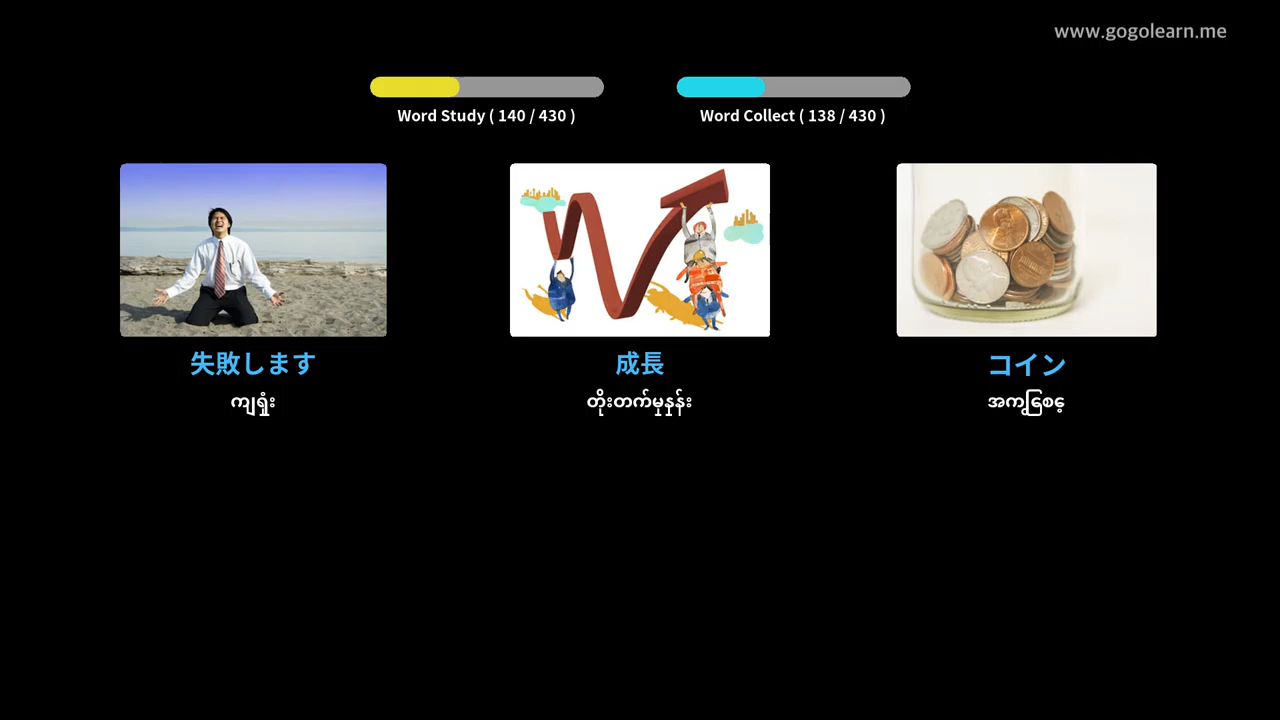 www.gogolearn.me
Word Study ( 140 / 430 )
Word Collect ( 138 / 430 )
失敗します
成長
コイン
ကျရှုံး
တိုးတက်မှုနှုန်း
အကြွေစေ့